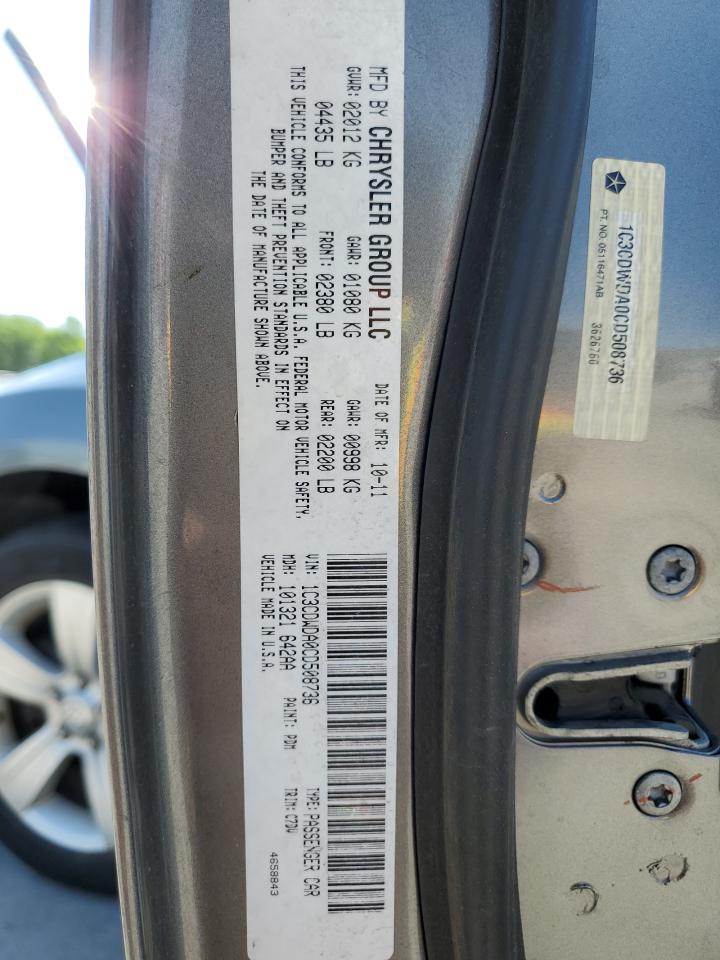 MFD BY CHRYSLER GROUP LLC
DATE OF MFR: 10-11
GVWR: 02012 KG GAWR: 01080 KG GAWR: 00998 KG
04435 LB FRONT: 02380 LB REAR: 02200 LB
THIS VEHICLE CONFORMS TO ALL APPLICABLE U.S.A. FEDERAL MOTOR VEHICLE SAFETY,
BUMPER AND THEFT PREVENTION STANDARDS IN EFFECT ON
THE DATE OF MANUFACTURE SHOWN ABOVE.
VIN: 1C3CDWDA0CD508736 TYPE: PASSENGER CAR
MDH: 101321 642AA PAINT: PDM TRIM: C7DV
VEHICLE MADE IN U.S.A.
4658843
1C3CDWDA0CD508736
PT. NO. 05116471AB 3626760